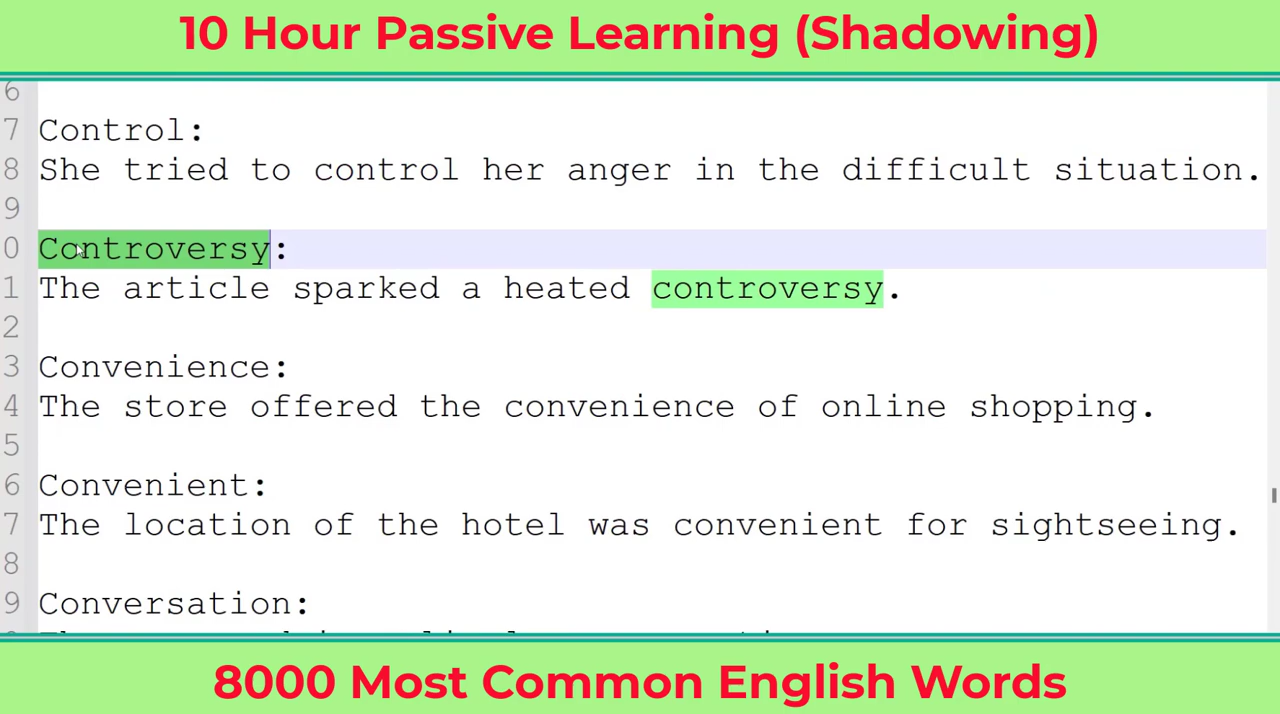 10 Hour Passive Learning (Shadowing)
6
7 Control:
8 She tried to control her anger in the difficult situation.
9
0 Controversy:
1 The article sparked a heated controversy.
2
3 Convenience:
4 The store offered the convenience of online shopping.
5
6 Convenient:
7 The location of the hotel was convenient for sightseeing.
8
9 Conversation:
8000 Most Common English Words